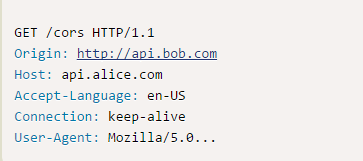 GET /cors HTTP/1.1
Origin: http://api.bob.com
Host: api.alice.com
Accept-Language: en-US
Connection: keep-alive
User-Agent: Mozilla/5.0...